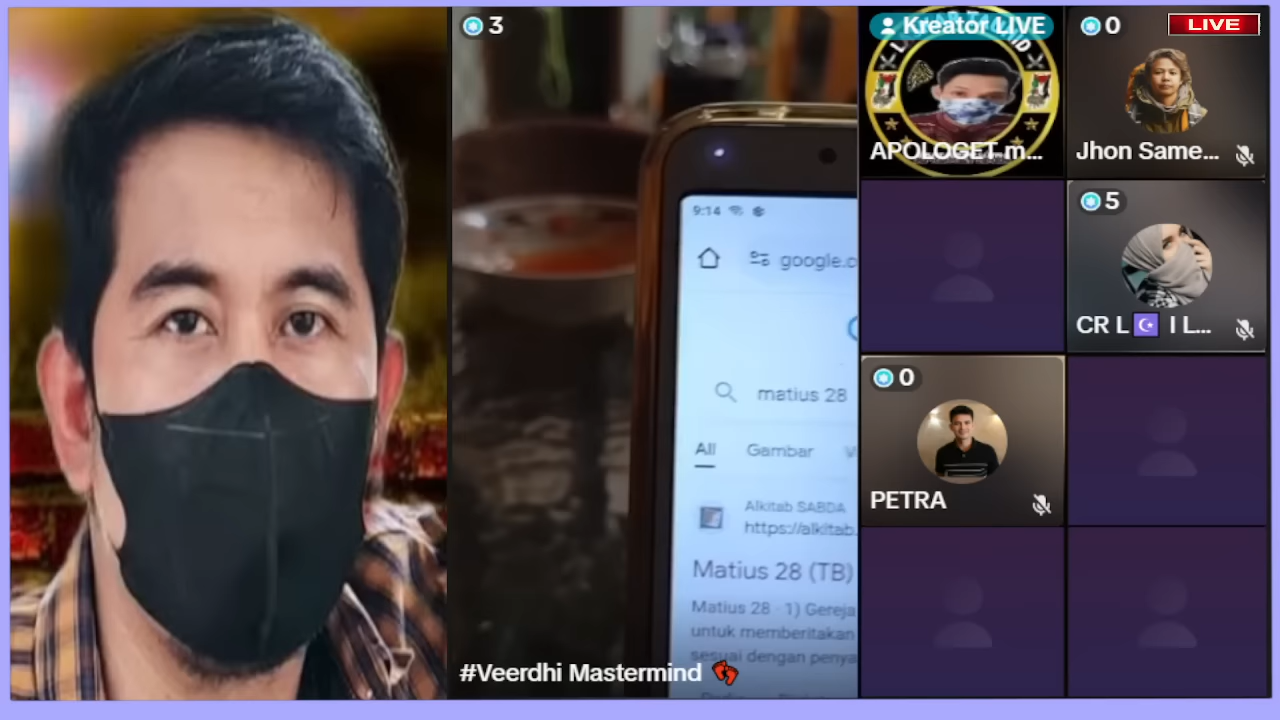 3
9:14
google.c
matius 28
All
Gambar
Alkitab SABDA
https://alkitab.
Matius 28 (TB)
Matius 28 · 1) Gereja
untuk memberitakan
sesuai dengan penya
#Veerdhi Mastermind
Kreator LIVE
APOLOGET m...
0
LIVE
Jhon Same...
5
CR L I L...
0
PETRA